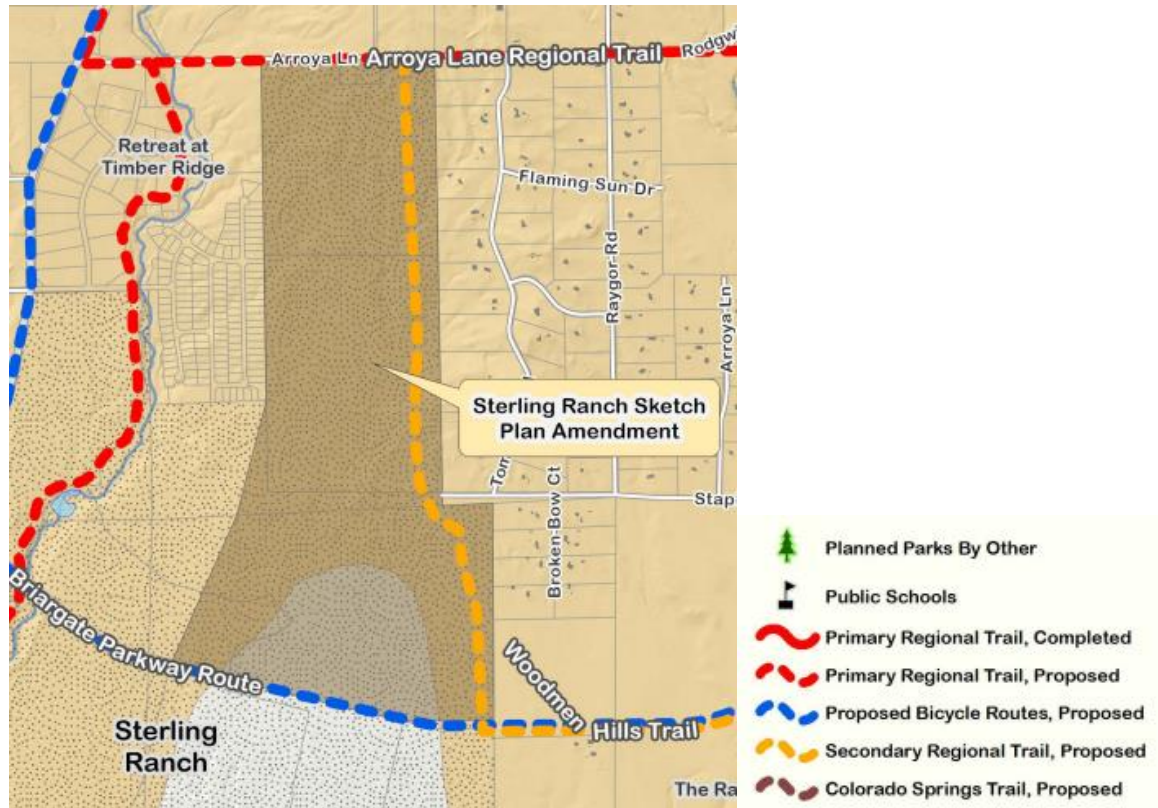 Arroya Ln
Arroya Lane Regional Trail
Rodgwi
Retreat at
Timber Ridge
Flaming Sun Dr
Raygor Rd
Arroya Ln
Sterling Ranch Sketch
Plan Amendment
Tom
Broken Bow Ct
Stap
Briargate Parkway Route
Woodmen
Hills Trail
Sterling
Ranch
The Ra
Planned Parks By Other
Public Schools
Primary Regional Trail, Completed
Primary Regional Trail, Proposed
Proposed Bicycle Routes, Proposed
Secondary Regional Trail, Proposed
Colorado Springs Trail, Proposed